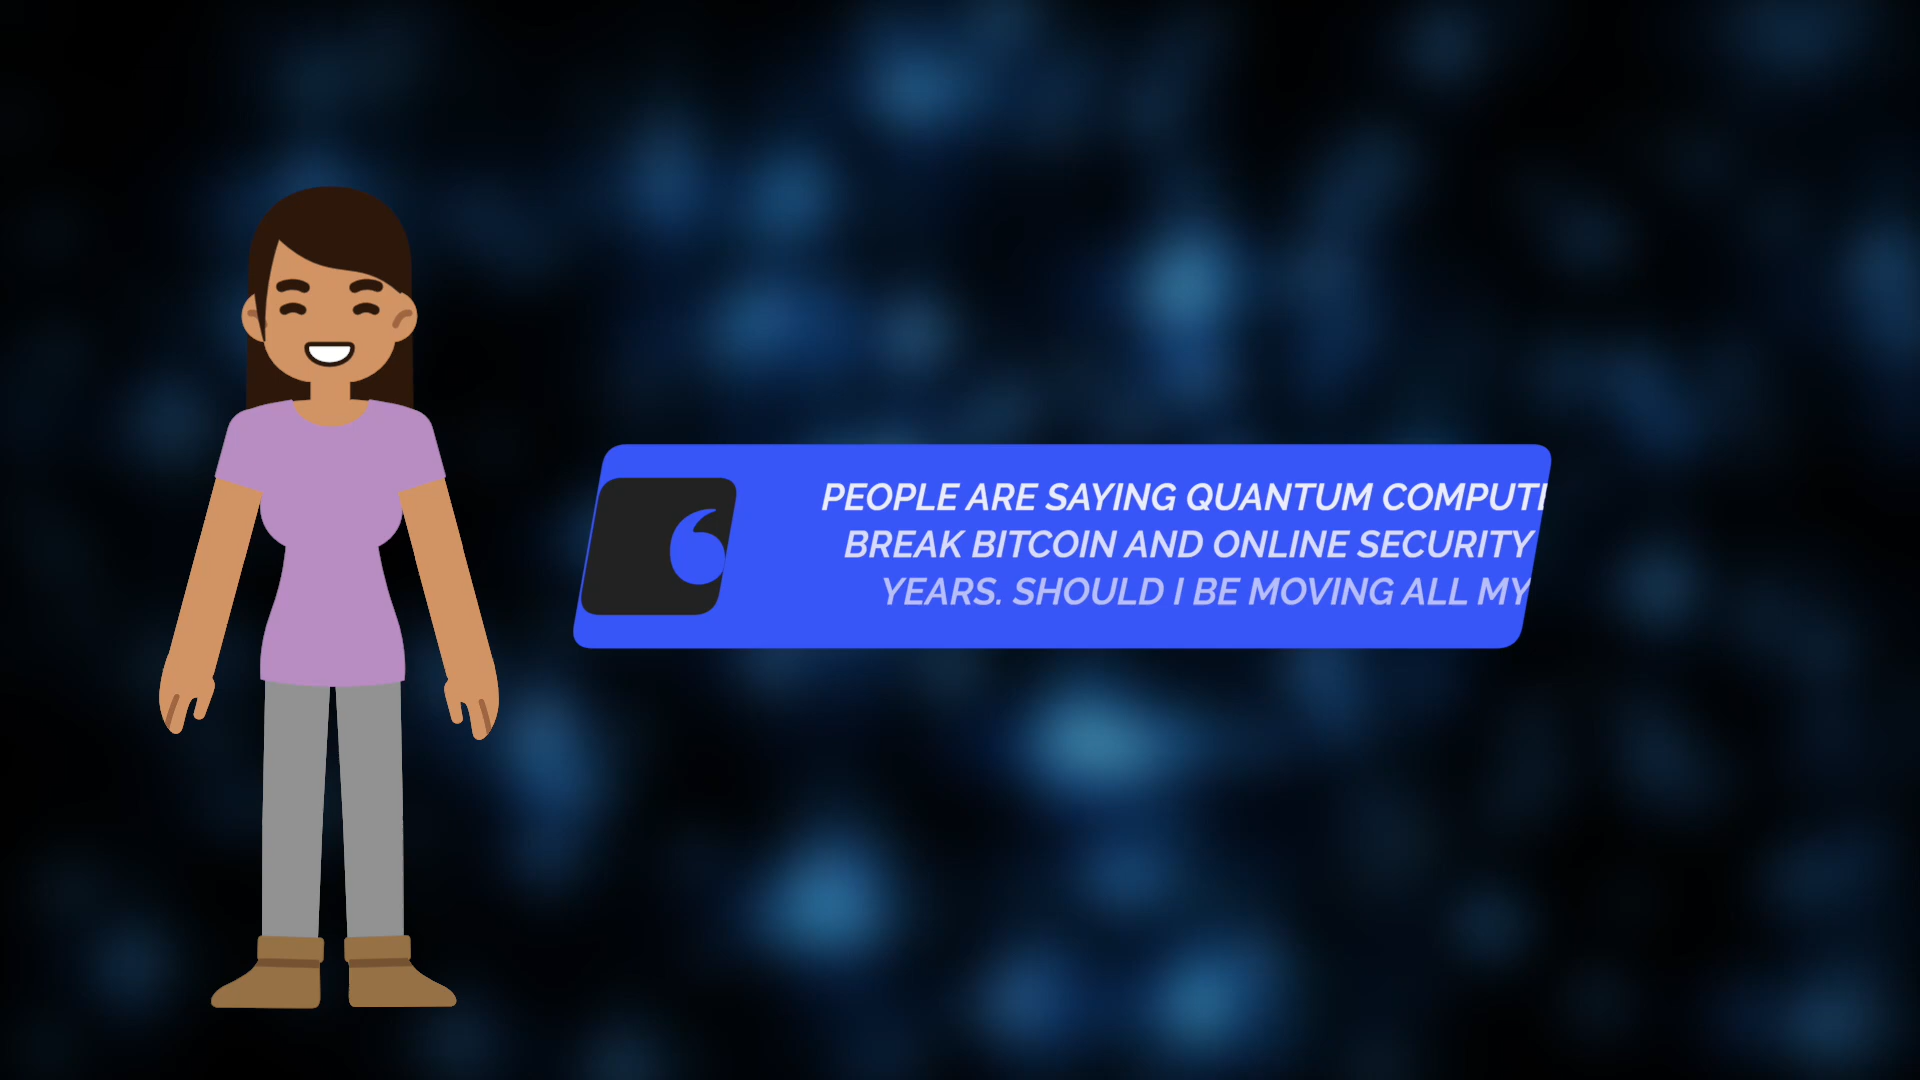 PEOPLE ARE SAYING QUANTUM
BREAK BITCOIN AND ONLINE SECURITY
YEARS. SHOULD I BE MOVING ALL MY